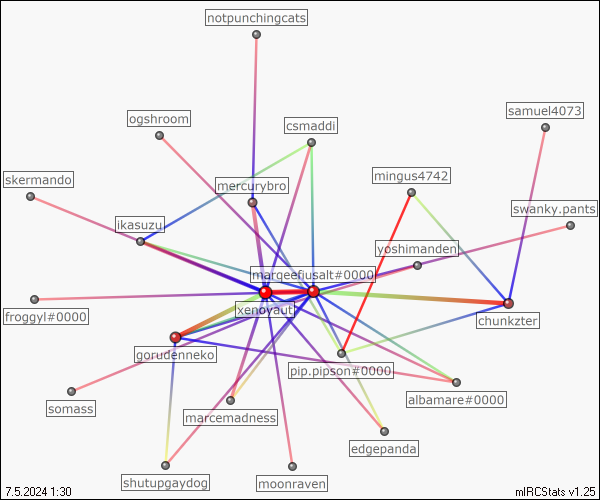 notpunchingcats
samuel4073
ogshroom
csmaddi
mingus4742
skermando
mercurybro
swanky.pants
ikasuzu
yoshimanden
marqeefjusalt#0000
xenoyaut
froggyl#0000
chunkzter
gorudenneko
pip.pipson#0000
albamare#0000
somass
marcemadness
edgepanda
shutupgaydog
moonraven
7.5.2024 1:30
mIRCStats v1.25